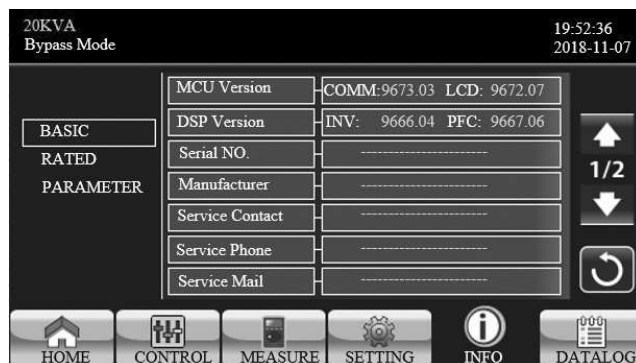 20KVA
Bypass Mode
19:52:36
2018-11-07
BASIC
RATED
PARAMETER
MCU Version COMM:9673.03 LCD: 9672.07
DSP Version INV: 9666.04 PFC: 9667.06
Serial NO. ----------------------
Manufacturer ----------------------
Service Contact ----------------------
Service Phone ----------------------
Service Mail ----------------------
1/2
HOME CONTROL MEASURE SETTING INFO DATALOG